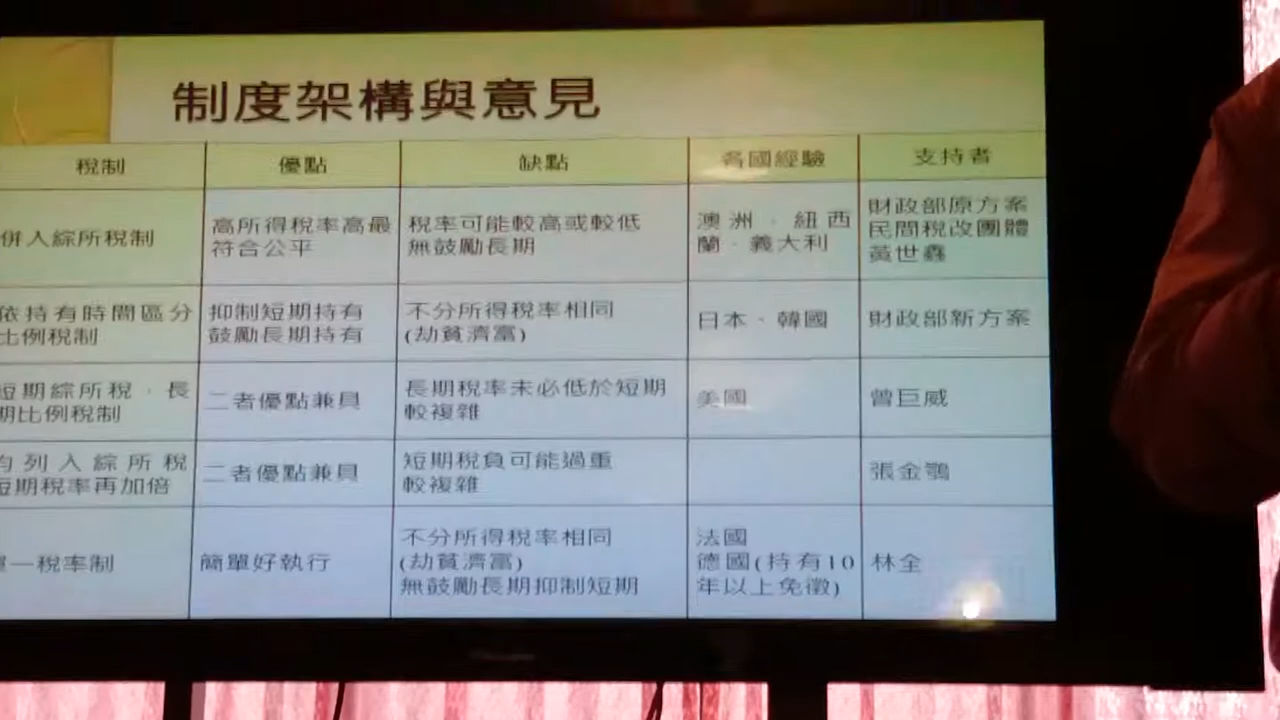 制度架構與意見
稅制 優點 缺點 各國經驗 支持者
併入綜所稅制 高所得稅率高最 稅率可能較高或較低 澳洲、紐西 財政部原方案
符合公平 無鼓勵長期 蘭、義大利 民間稅改團體
黃世鑫
依持有時間區分 抑制短期持有 不分所得稅率相同 日本、韓國 財政部新方案
比例稅制 鼓勵長期持有 (劫貧濟富)
短期綜所稅，長 二者優點兼具 長期稅率未必低於短期 美國 曾巨威
期比例稅制 較複雜
均列入綜所稅 二者優點兼具 短期稅負可能過重 張金鶚
短期稅率再加倍 較複雜
單一稅率制 簡單好執行 不分所得稅率相同 法國 林全
(劫貧濟富) 德國(持有10
無鼓勵長期抑制短期 年以上免徵)